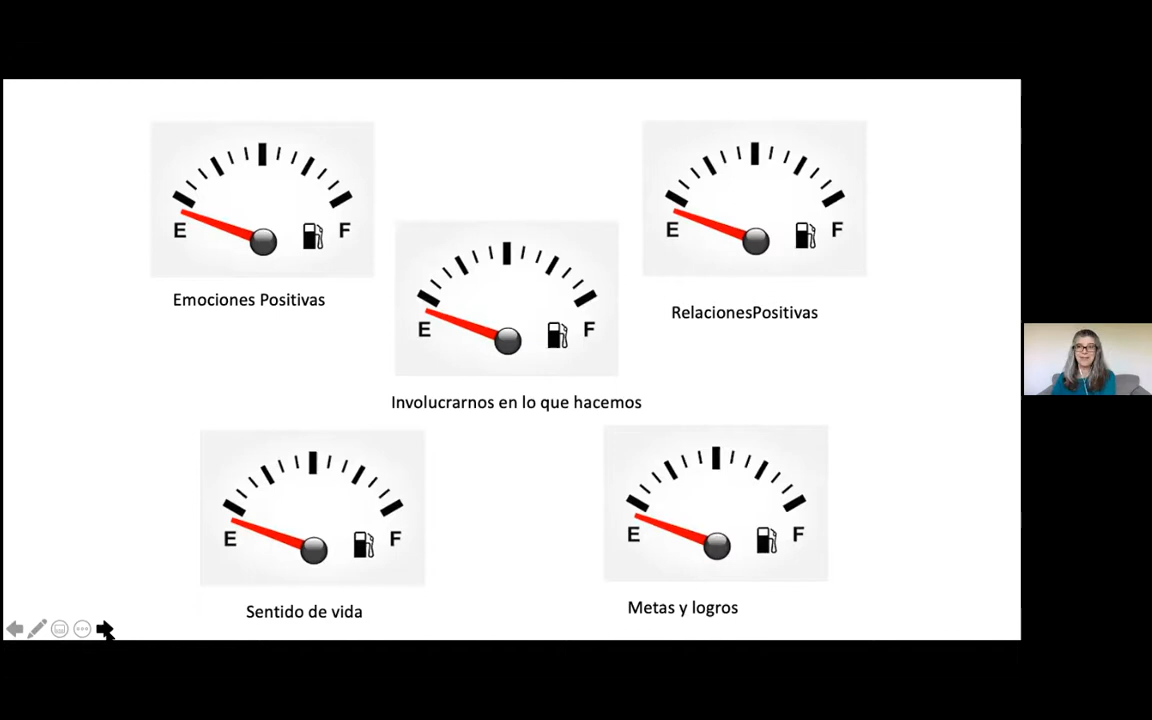 E F
Emociones Positivas
E F
RelacionesPositivas
E F
Involucrarnos en lo que hacemos
E F
Sentido de vida
E F
Metas y logros